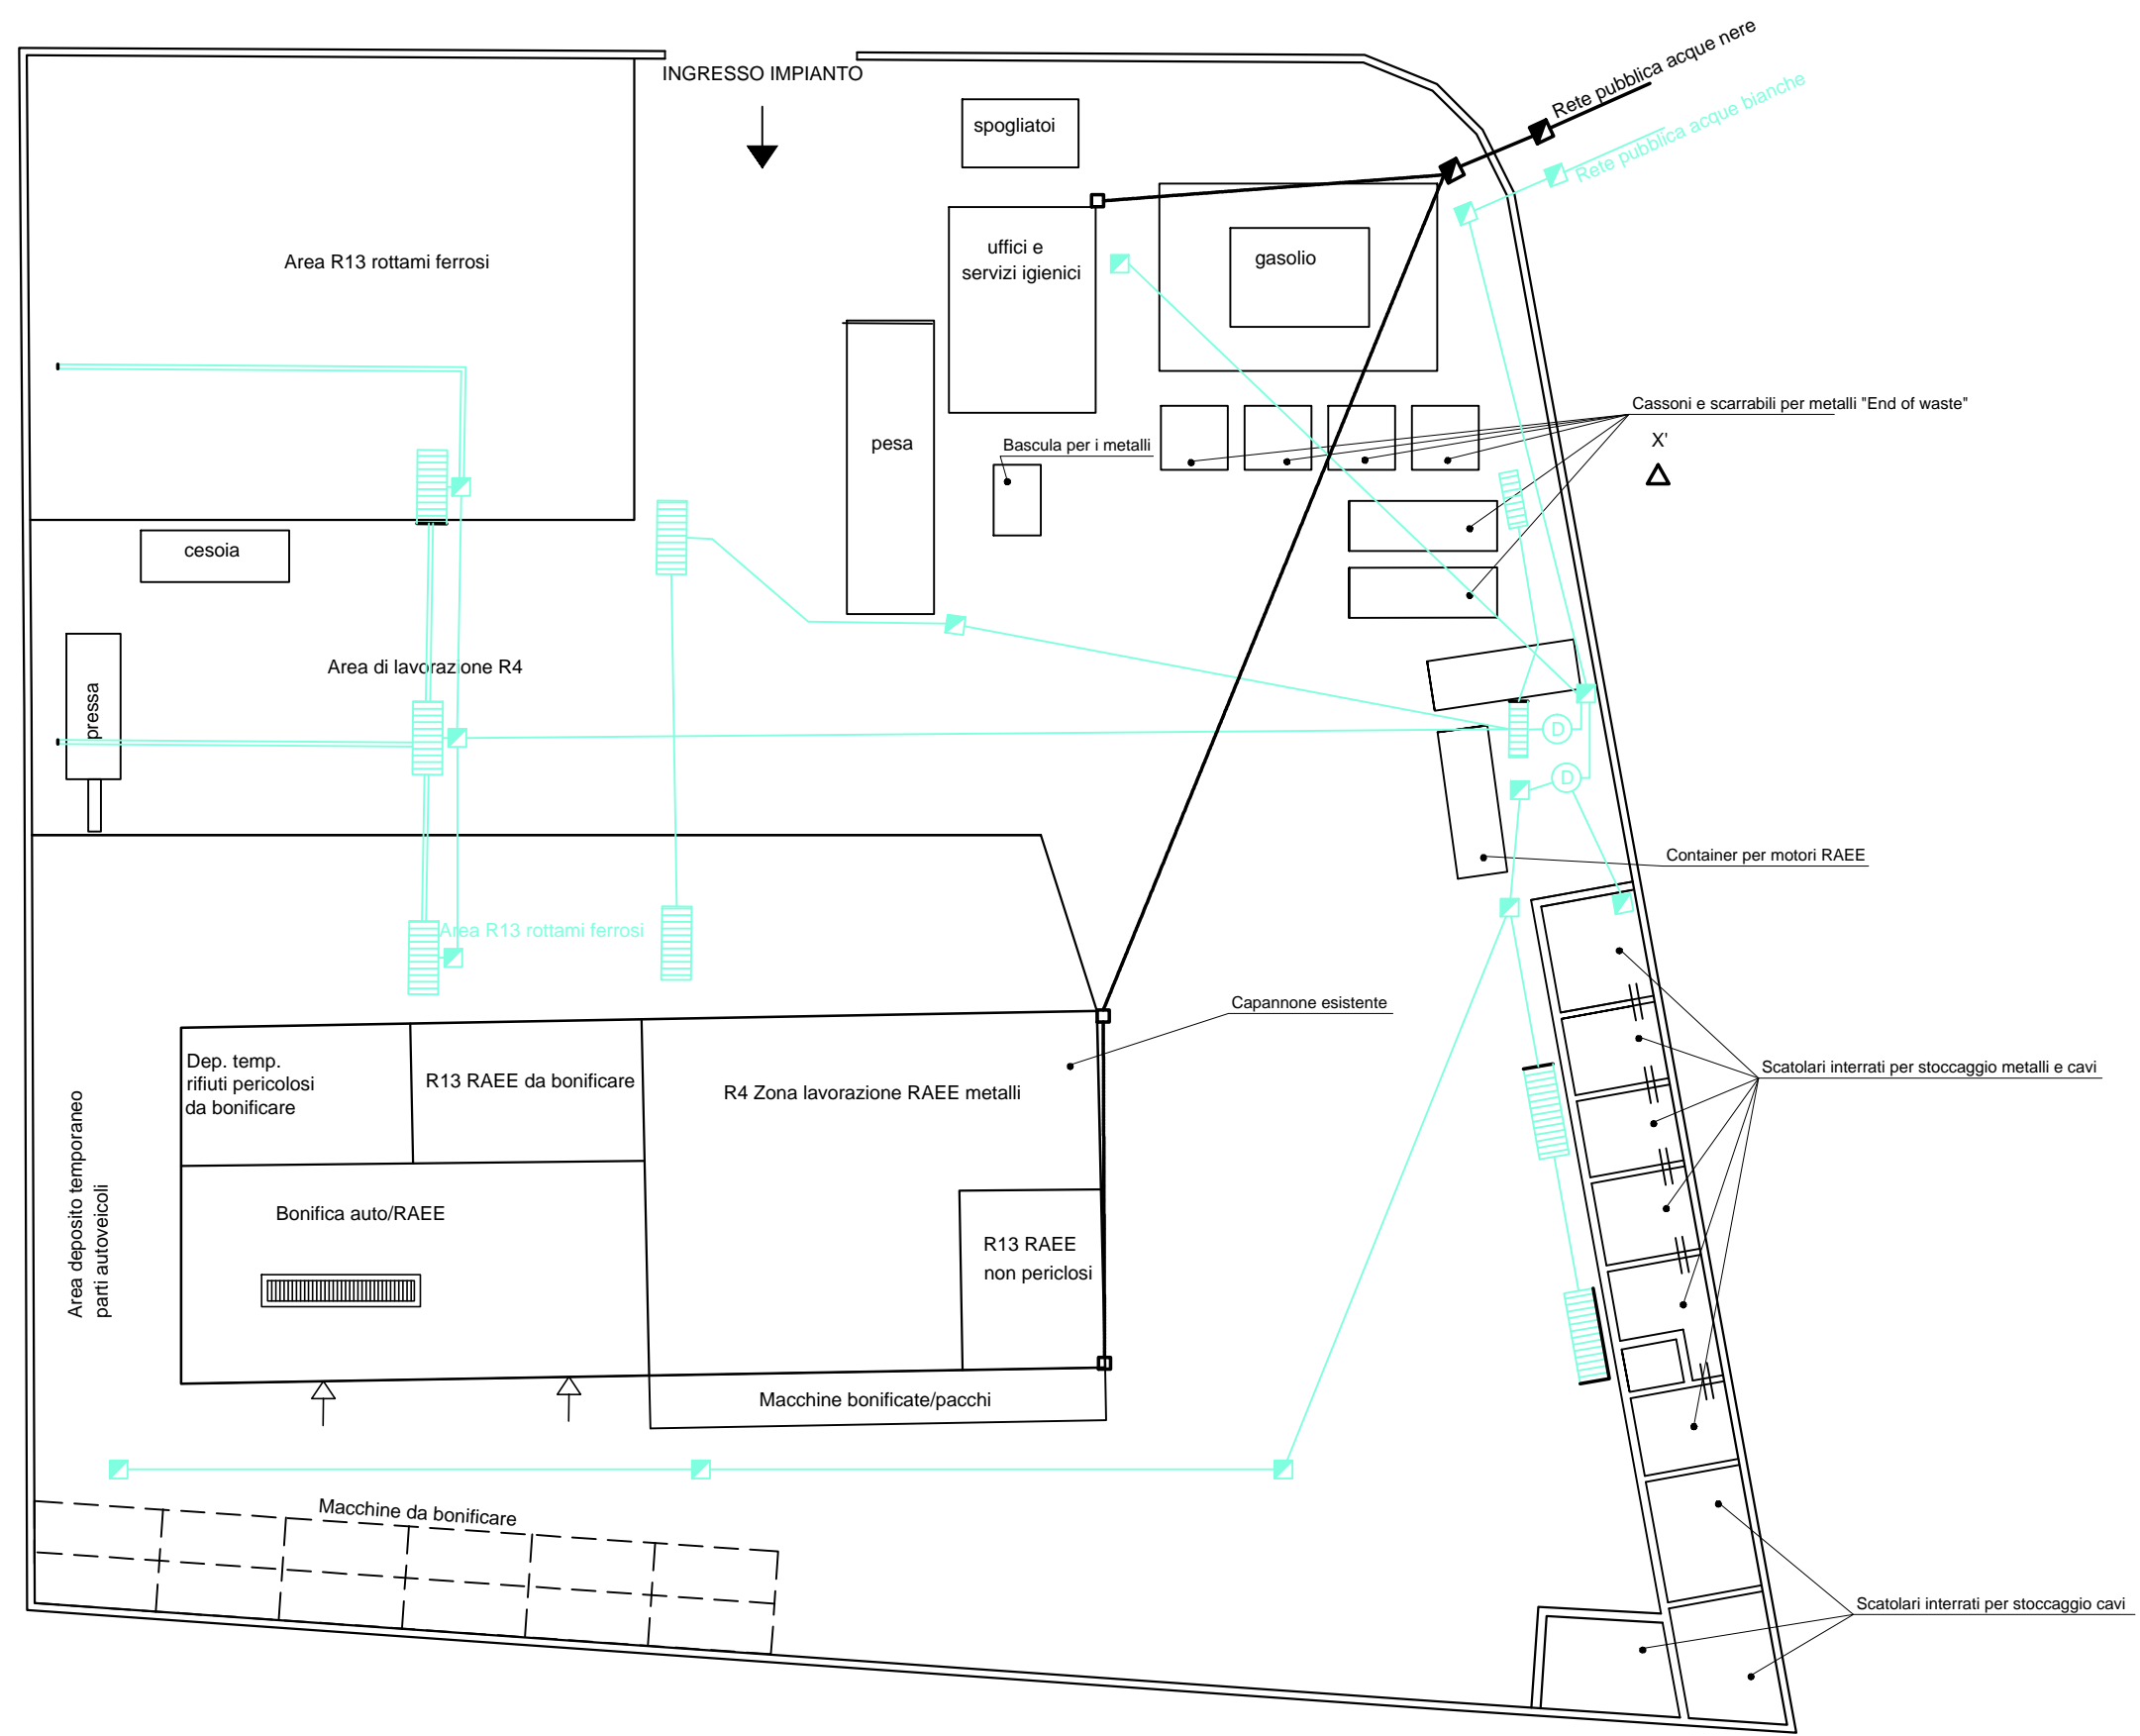 Rete pubblica acque nere
Rete pubblica acque bianche
INGRESSO IMPIANTO
spogliatoi
Area R13 rottami ferrosi
uffici e
servizi igienici
gasolio
Cassoni e scarrabili per metalli "End of waste"
X'
pesa
Bascula per i metalli
cesoia
Area di lavorazione R4
pressa
D
D
Container per motori RAEE
Area R13 rottami ferrosi
Capannone esistente
Dep. temp.
rifiuti pericolosi
da bonificare
R13 RAEE da bonificare
R4 Zona lavorazione RAEE metalli
Scatolari interrati per stoccaggio metalli e cavi
Area deposito temporaneo
parti autoveicoli
Bonifica auto/RAEE
R13 RAEE
non periclosi
Macchine bonificate/pacchi
Macchine da bonificare
Scatolari interrati per stoccaggio cavi